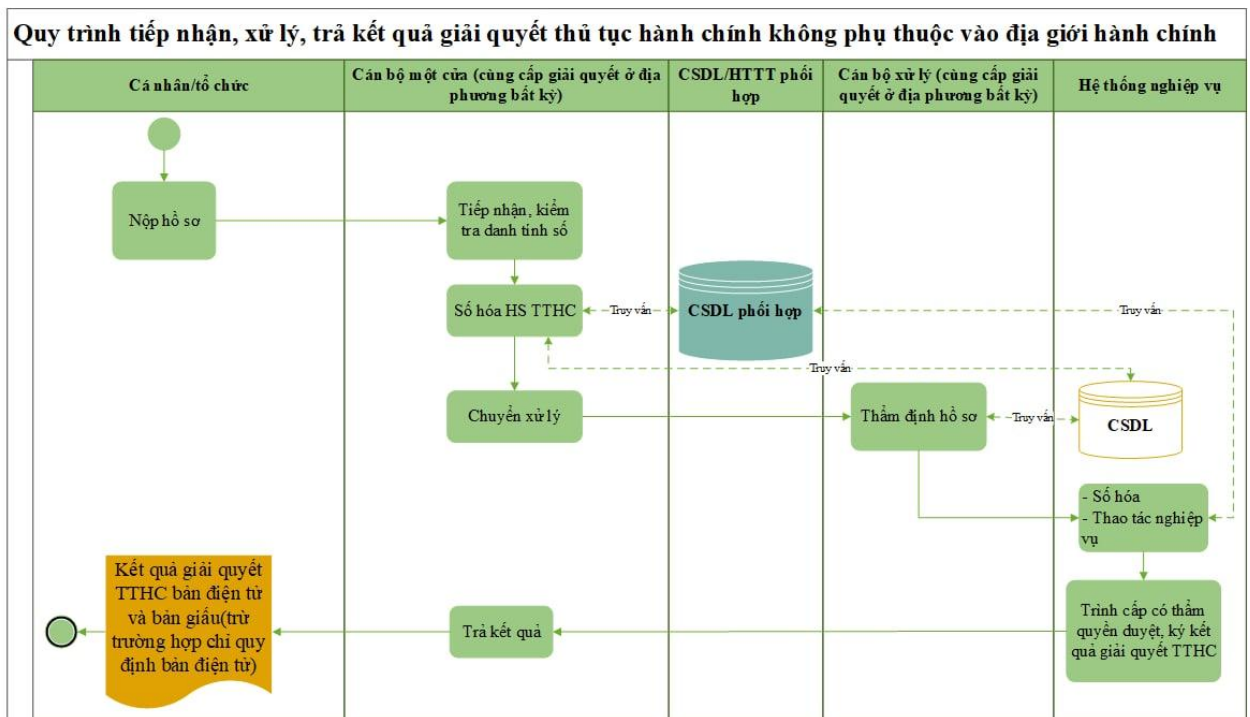 Quy trình tiếp nhận, xử lý, trả kết quả giải quyết thủ tục hành chính không phụ thuộc vào địa giới hành chính
Cá nhân/tổ chức
Cán bộ một cửa (cùng cấp giải quyết ở địa
phương bất kỳ)
CSDL/HTTT phối
hợp
Cán bộ xử lý (cùng cấp giải
quyết ở địa phương bất kỳ)
Hệ thống nghiệp vụ
Nộp hồ sơ
Tiếp nhận, kiểm
tra danh tính số
Số hóa HS TTHC
Truy vấn
CSDL phối hợp
Truy vấn
Truy vấn
Chuyển xử lý
Thẩm định hồ sơ
Truy vấn
CSDL
- Số hóa
- Thao tác nghiệp
vụ
Kết quả giải quyết
TTHC bản điện tử
và bản giấu(trừ
trường hợp chỉ quy
định bản điện tử)
Trả kết quả
Trình cấp có thẩm
quyền duyệt, ký kết
quả giải quyết TTHC